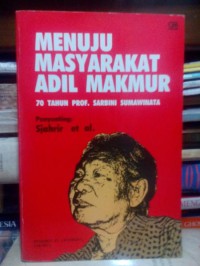 MENUJU
MASYARAKAT
ADIL MAKMUR
70 TAHUN PROF. SARBINI SUMAWINATA
Penyunting:
Sjahrir et al.